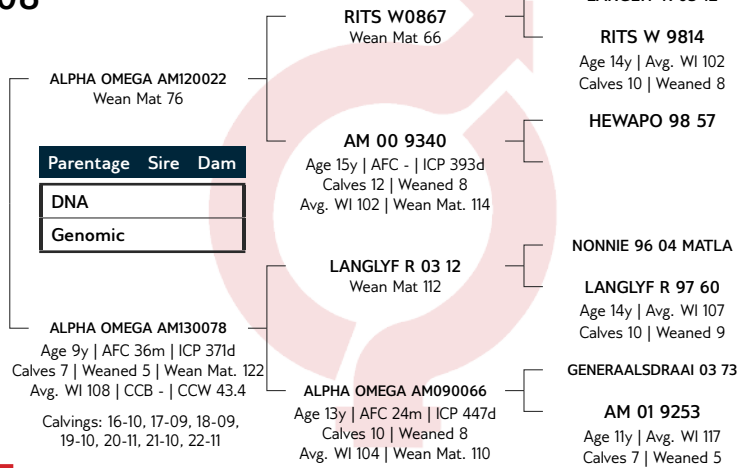 RITS W0867
Wean Mat 66
RITS W 9814
Age 14y | Avg. WI 102
Calves 10 | Weaned 8
ALPHA OMEGA AM120022
Wean Mat 76
HEWAPO 98 57
AM 00 9340
Age 15y | AFC - | ICP 393d
Calves 12 | Weaned 8
Avg. WI 102 | Wean Mat. 114
Parentage Sire Dam
DNA
Genomic
NONNIE 96 04 MATLA
LANGLYF R 03 12
Wean Mat 112
LANGLYF R 97 60
Age 14y | Avg. WI 107
Calves 10 | Weaned 9
ALPHA OMEGA AM130078
Age 9y | AFC 36m | ICP 371d
Calves 7 | Weaned 5 | Wean Mat. 122
Avg. WI 108 | CCB - | CCW 43.4
Calvings: 16-10, 17-09, 18-09,
19-10, 20-11, 21-10, 22-11
GENERAALSDRAAI 03 73
ALPHA OMEGA AM090066
Age 13y | AFC 24m | ICP 447d
Calves 10 | Weaned 8
Avg. WI 104 | Wean Mat. 110
AM 01 9253
Age 11y | Avg. WI 117
Calves 7 | Weaned 5